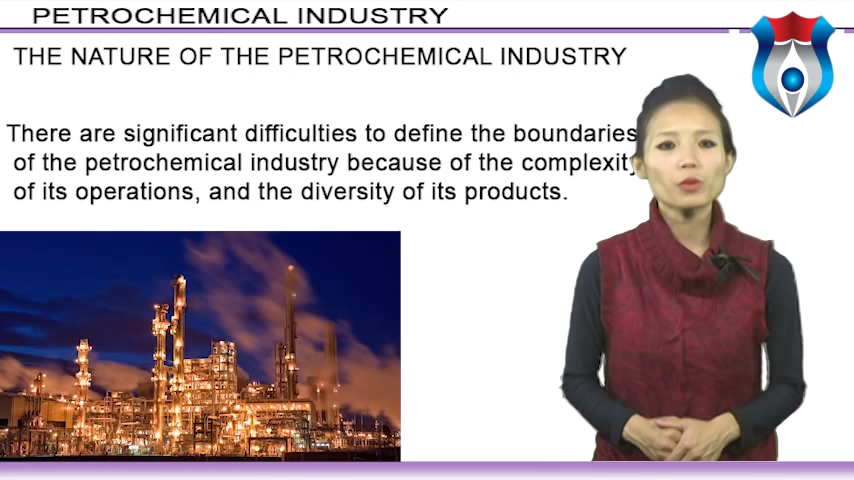 PETROCHEMICAL INDUSTRY
THE NATURE OF THE PETROCHEMICAL INDUSTRY
There are significant difficulties to define the boundaries
of the petrochemical industry because of the complexity
of its operations, and the diversity of its products.